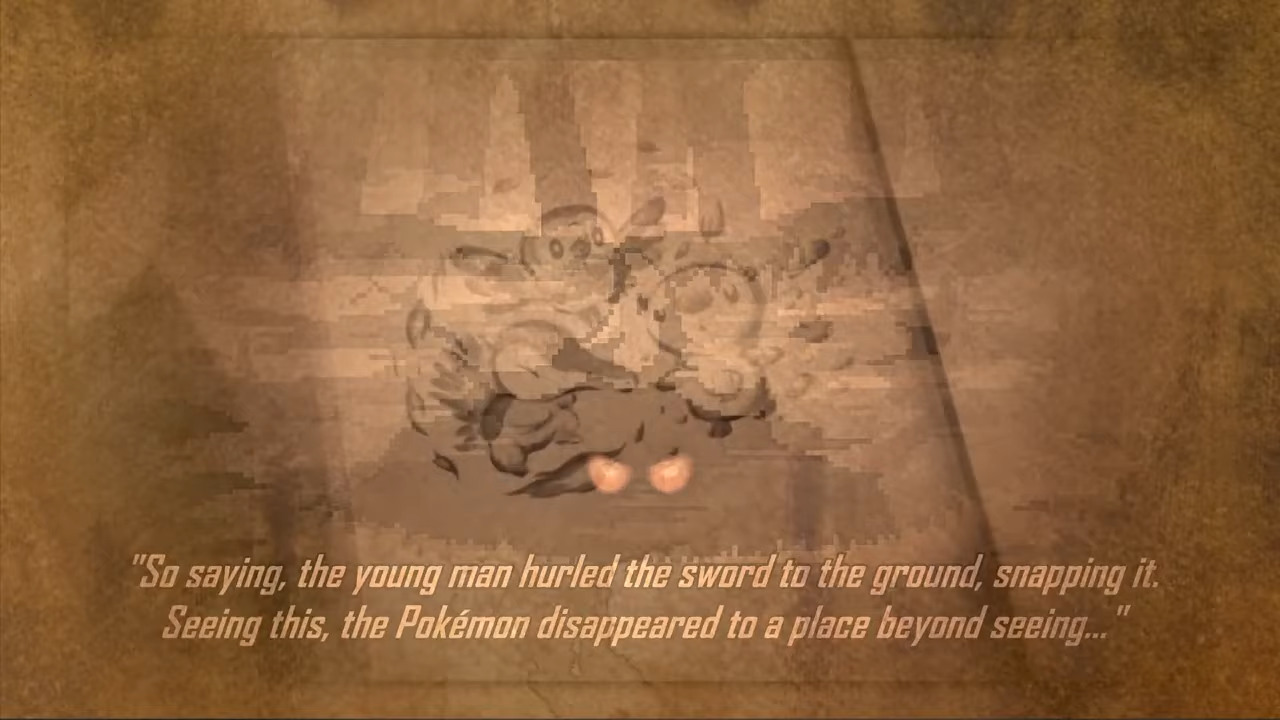 "So saying, the young man hurled the sword to the ground, snapping it.
Seeing this, the Pokémon disappeared to a place beyond seeing..."